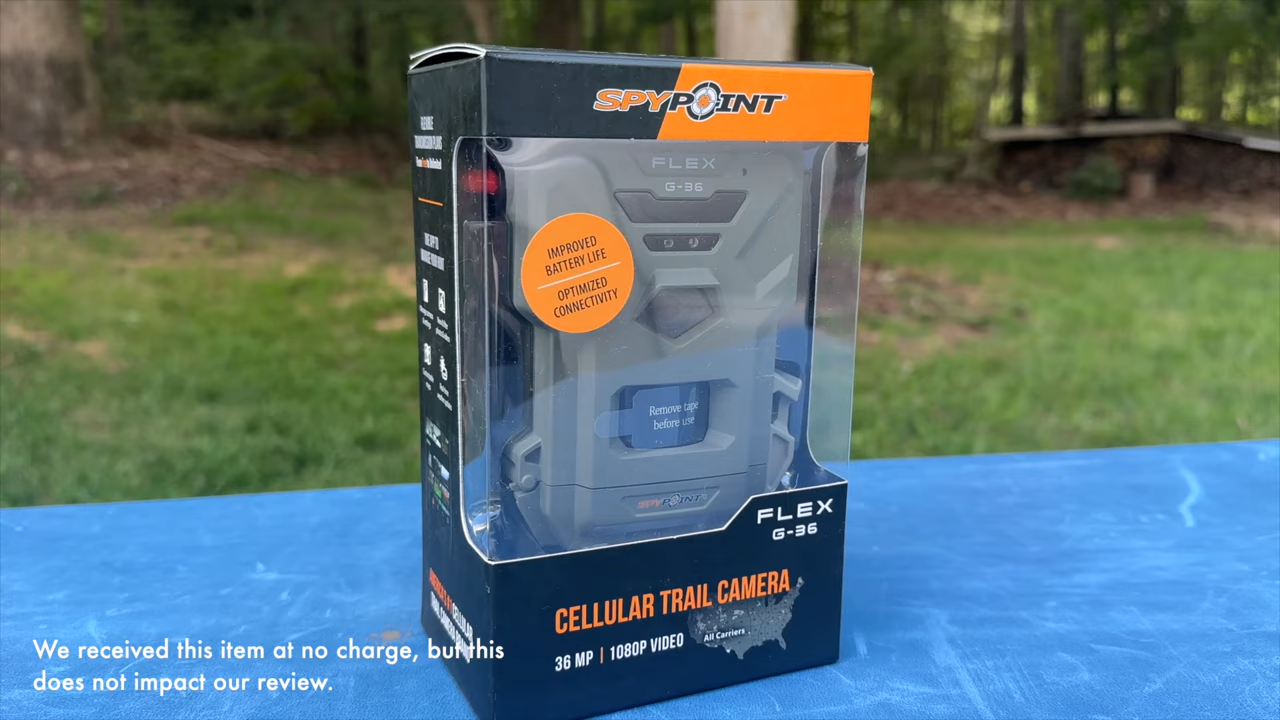 SPYPOINT
FLEX
G-36
IMPROVED
BATTERY LIFE
OPTIMIZED
CONNECTIVITY
Remove tape
before use
SPYPOINT
FLEX
G-36
CELLULAR TRAIL CAMERA
36 MP | 1080P VIDEO
All Carriers
We received this item at no charge, but this
does not impact our review.